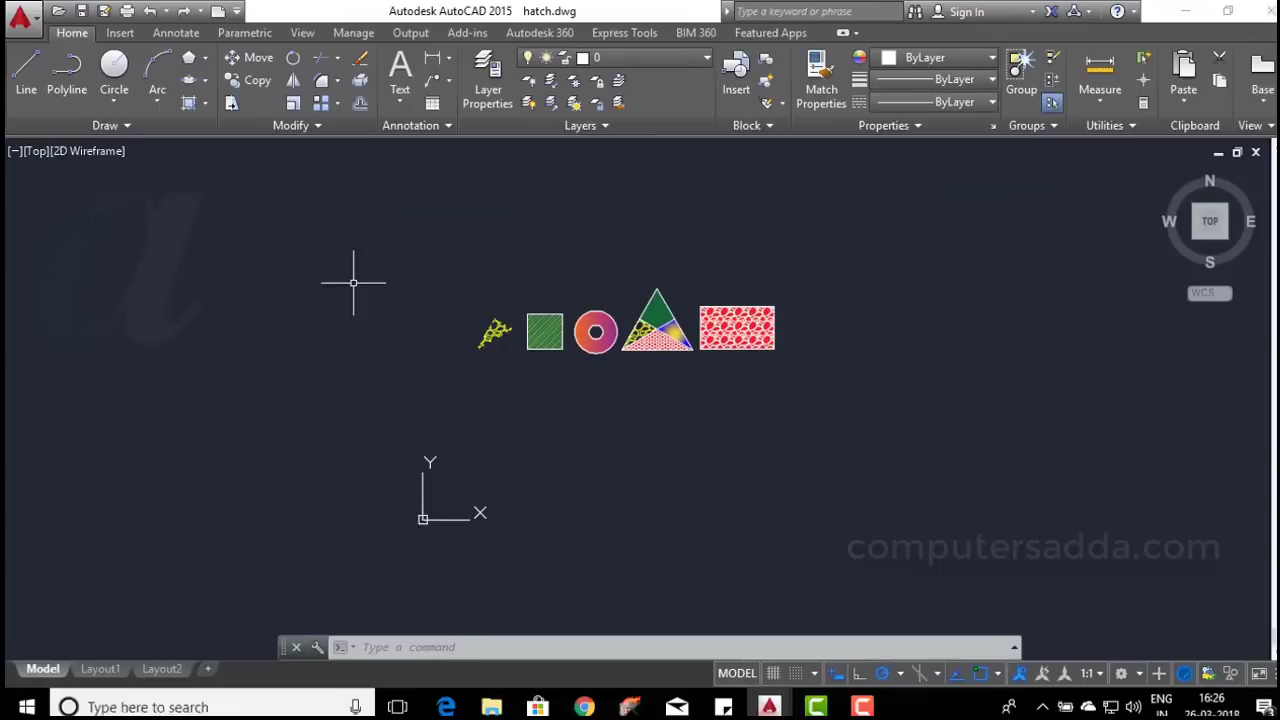 Autodesk AutoCAD 2015 hatch.dwg
Type a keyword or phrase
Sign In
Home Insert Annotate Parametric View Manage Output Add-ins Autodesk 360 Express Tools BIM 360 Featured Apps
Line Polyline Circle Arc
Move
Copy
Text
Layer Properties
0
Insert
Match Properties
ByLayer
ByLayer
ByLayer
Group
Measure
Paste
Base
Draw Modify Annotation Layers Block Properties Groups Utilities Clipboard View
[−][Top][2D Wireframe]
N
W TOP E
S
WCS
Y
X
computersadda.com
Type a command
Model Layout1 Layout2 +
MODEL
1:1
Type here to search
ENG
IN
16:26
26-03-2018